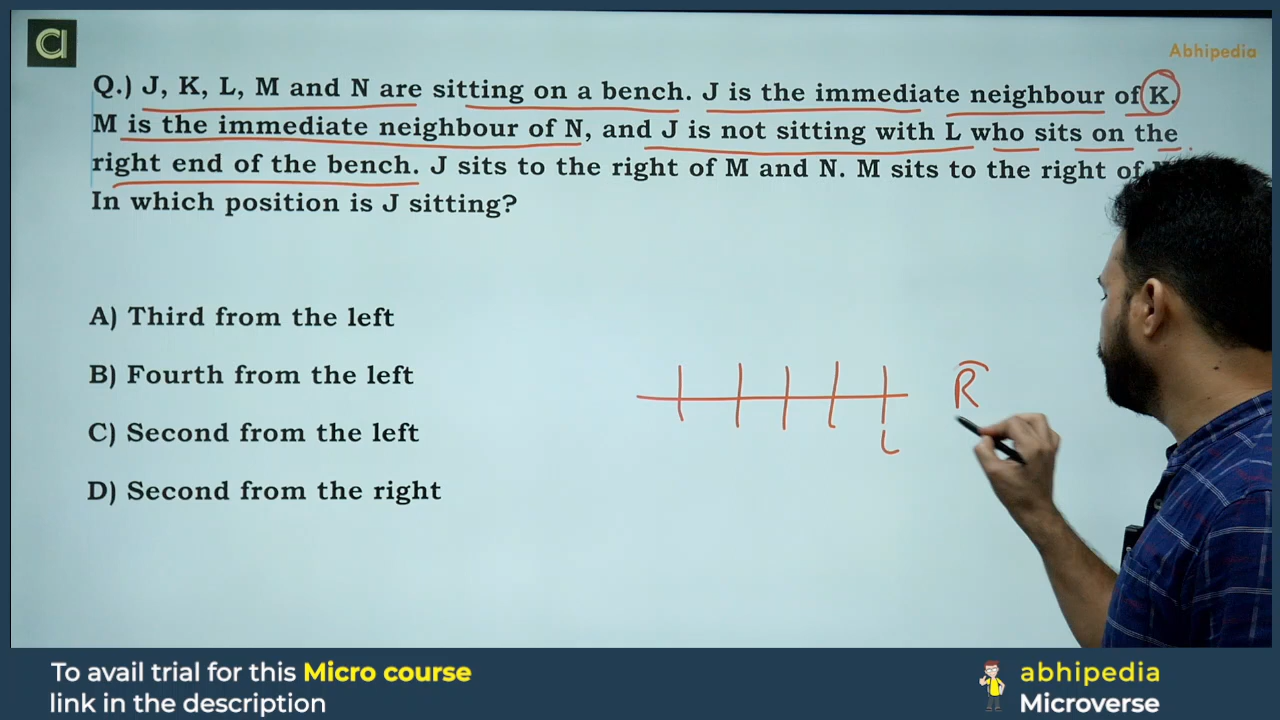 a
Abhipedia
Q.) J, K, L, M and N are sitting on a bench. J is the immediate neighbour of K.
M is the immediate neighbour of N, and J is not sitting with L who sits on the
right end of the bench. J sits to the right of M and N. M sits to the right of
In which position is J sitting?
A) Third from the left
B) Fourth from the left
C) Second from the left
D) Second from the right
R
L
To avail trial for this Micro course
link in the description
abhipedia
Microverse